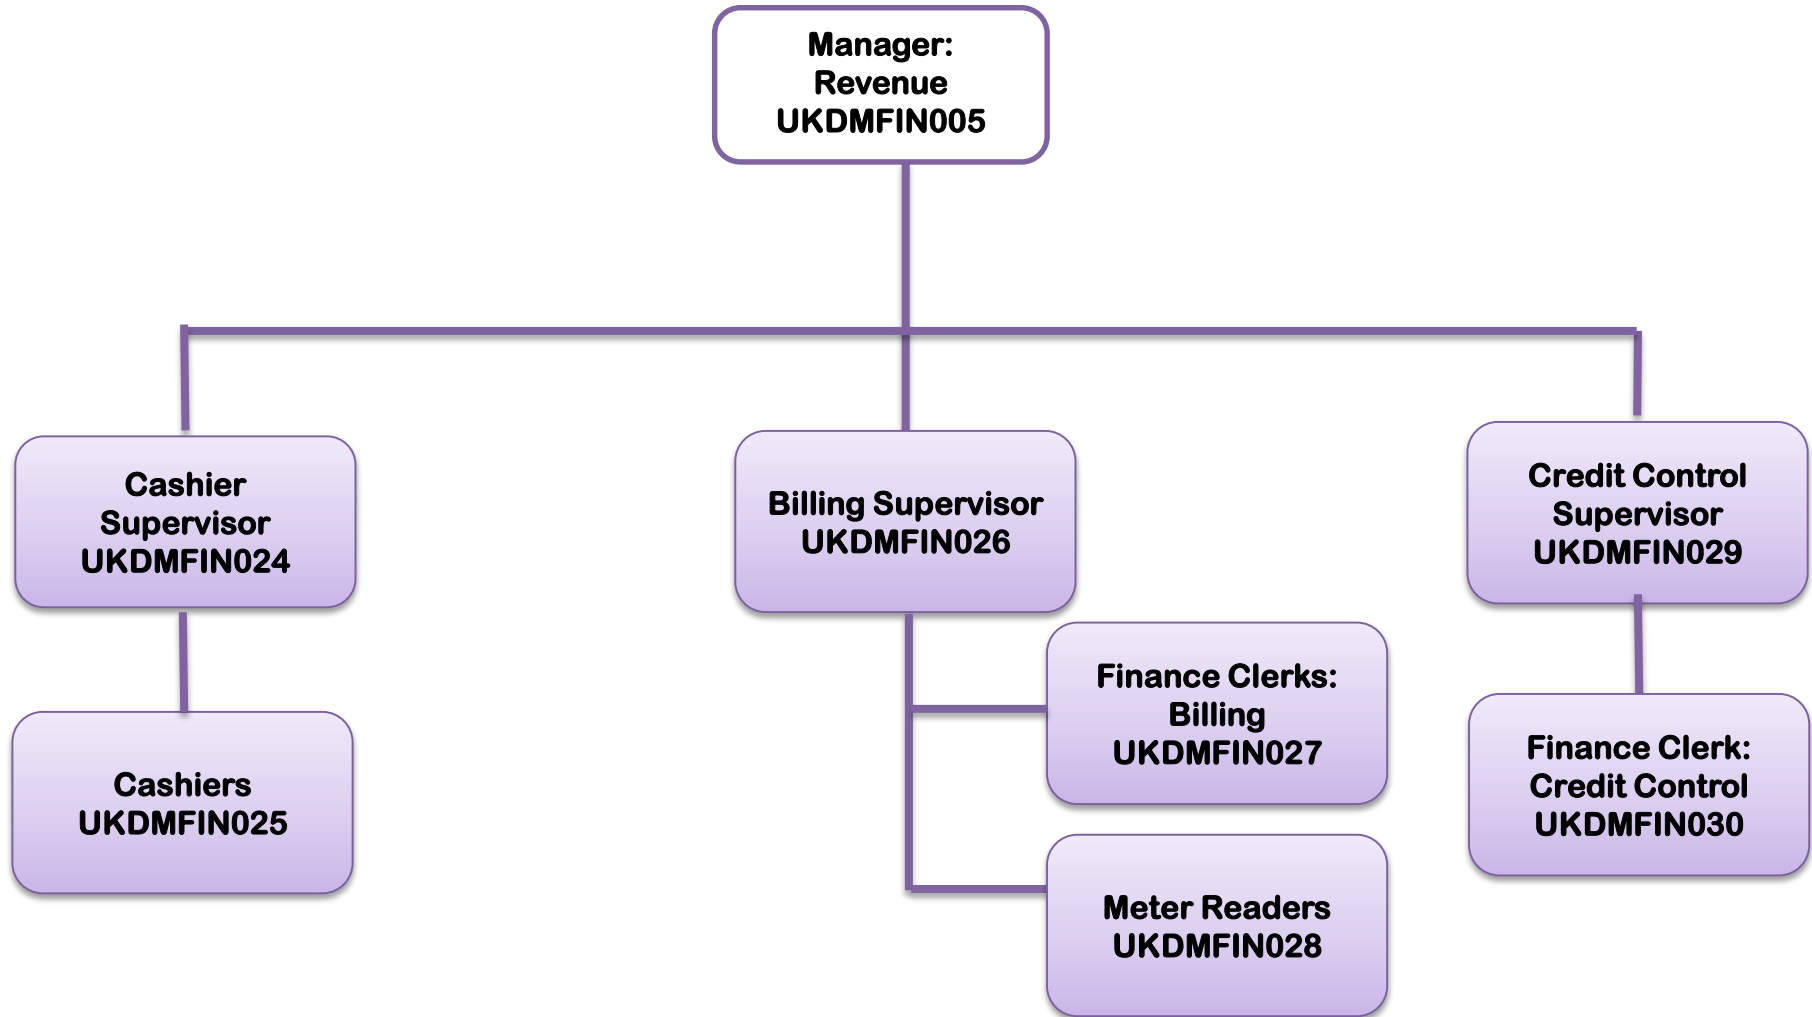 Manager:
Revenue
UKDMFIN005
Cashier
Supervisor
UKDMFIN024
Billing Supervisor
UKDMFIN026
Credit Control
Supervisor
UKDMFIN029
Cashiers
UKDMFIN025
Finance Clerks:
Billing
UKDMFIN027
Meter Readers
UKDMFIN028
Finance Clerk:
Credit Control
UKDMFIN030